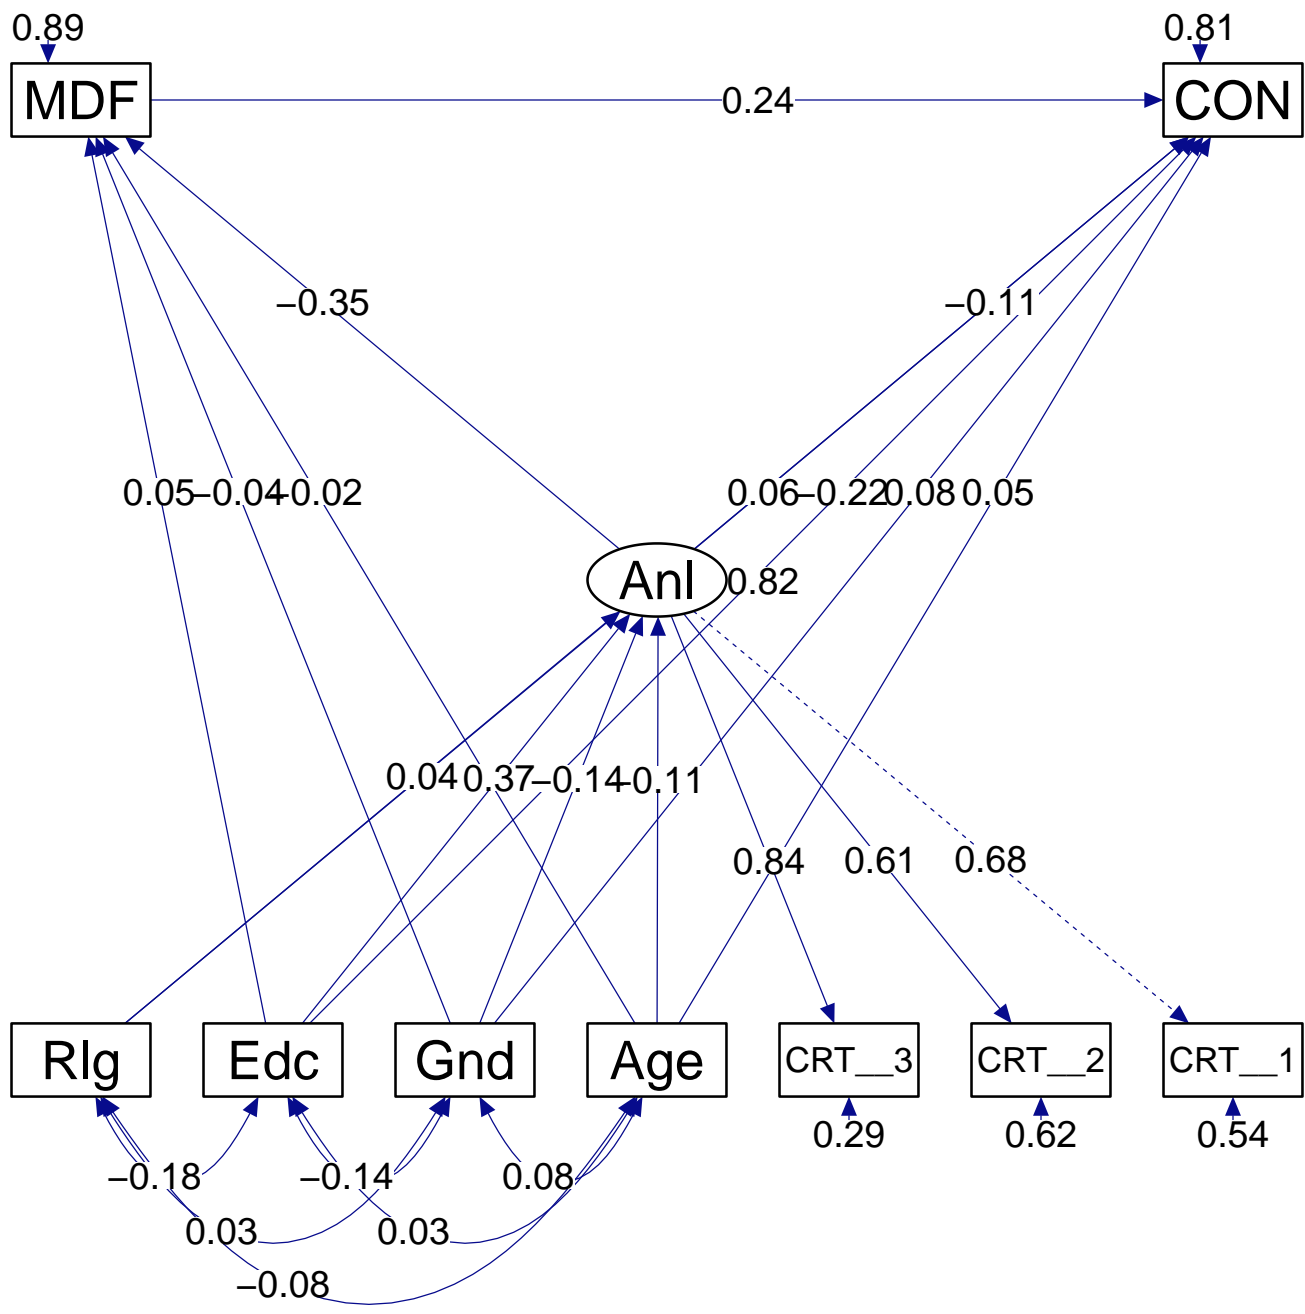 0.89 0.81
MDF 0.24 CON
−0.35 −0.11
0.05 −0.04 −0.02 0.06 −0.22 0.08 0.05
Anl 0.82
0.04 0.37 −0.14 −0.11
0.84 0.61 0.68
Rlg Edc Gnd Age CRT__3 CRT__2 CRT__1
0.29 0.62 0.54
−0.18 −0.14 0.08
0.03 0.03
−0.08